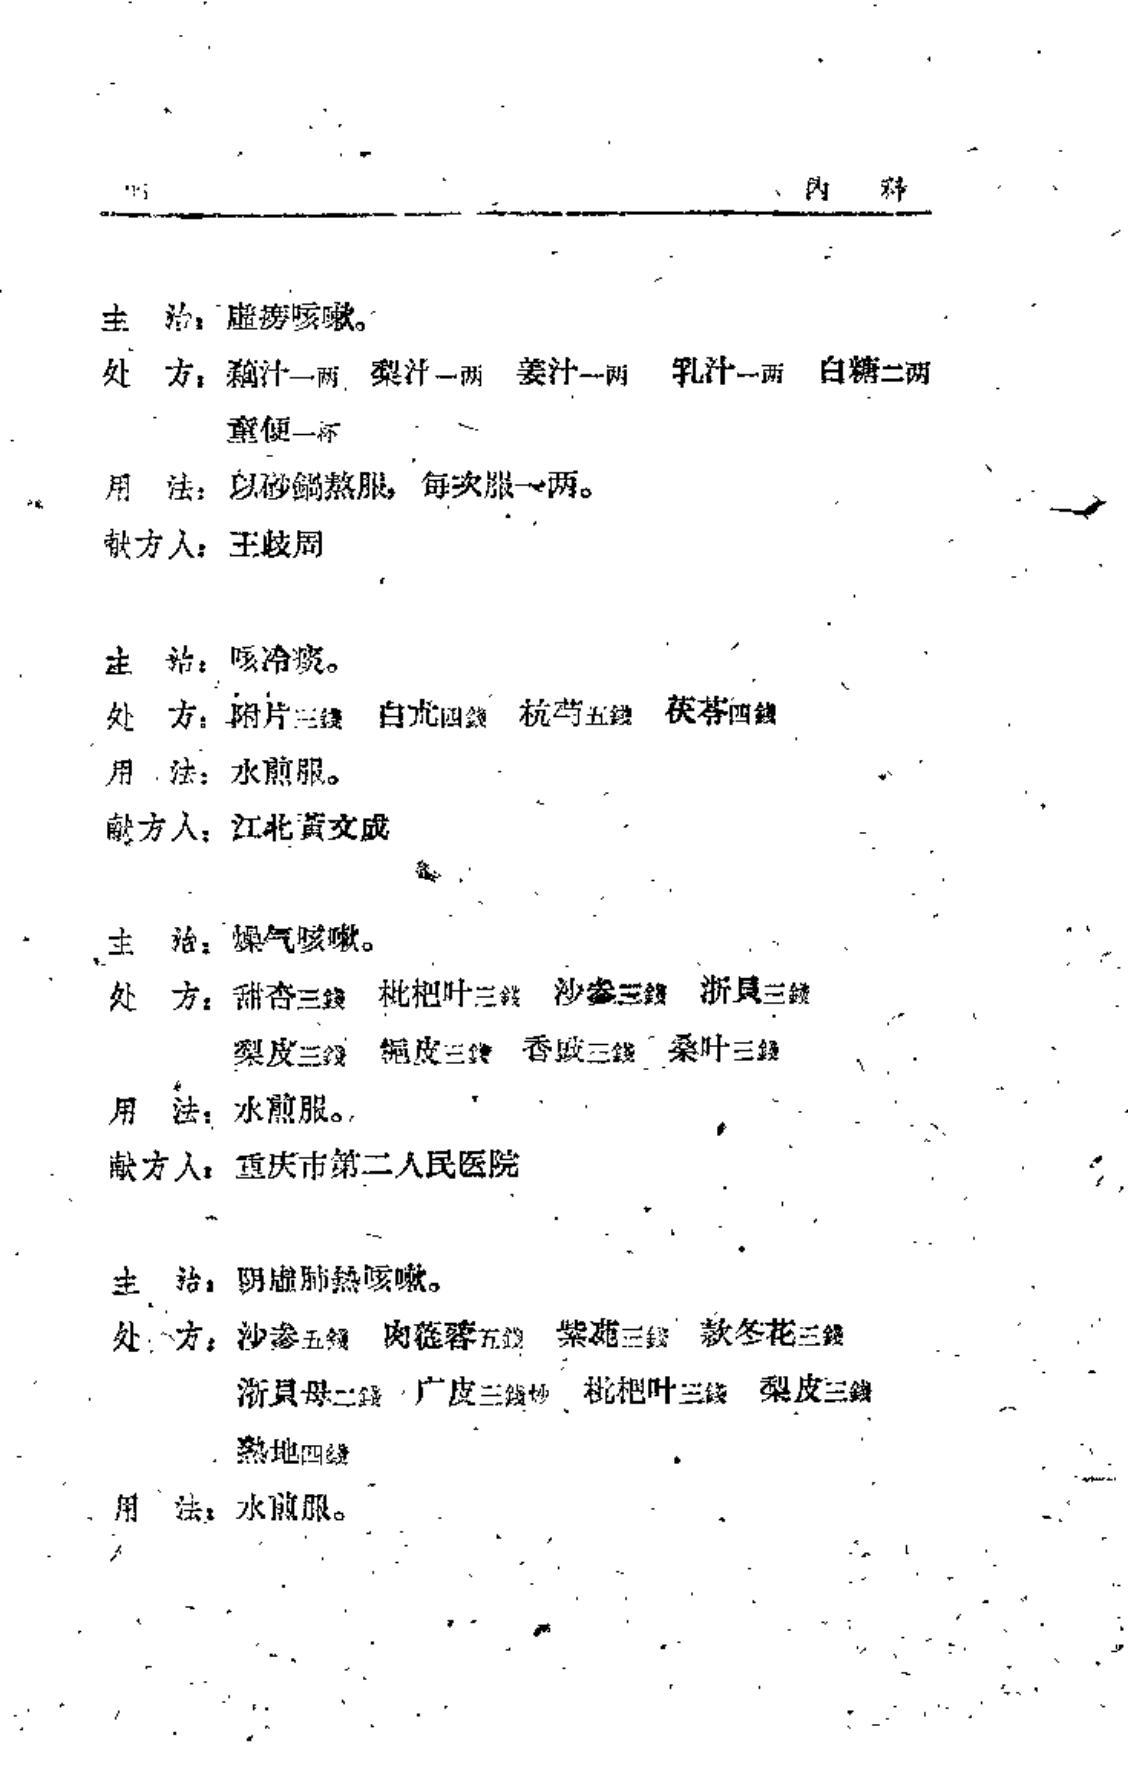 內 科
主 治：虛痨咳嗽。
处 方：藕汁一两 梨汁一两 姜汁一两 乳汁一两 白糖二两
童便一杯
用 法：以砂鍋熬服，每次服一两。
献方人：王歧周
主 治：咳冷痰。
处 方：附片三錢 白朮四錢 杭芍五錢 茯苓四錢
用 法：水煎服。
献方人：江北黃文成
主 治：燥气咳嗽。
处 方：甜杏三錢 枇杷叶三錢 沙參三錢 浙貝三錢
梨皮三錢 梔皮三錢 香豉三錢 桑叶三錢
用 法：水煎服。
献方人：重庆市第二人民医院
主 治：阴虛肺热咳嗽。
处 方：沙參五錢 肉蓯蓉五錢 紫菀三錢 款冬花三錢
浙貝母二錢 广皮三錢炒 枇杷叶三錢 梨皮三錢
熟地四錢
用 法：水煎服。